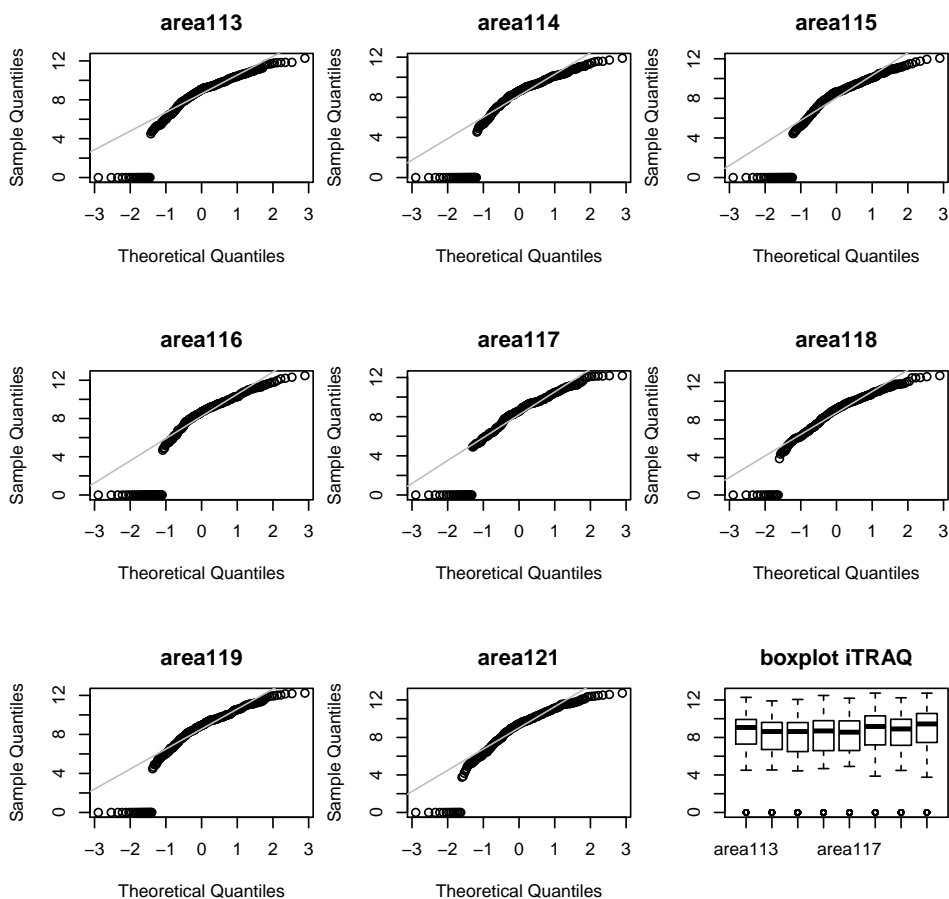 area113
Sample Quantiles
0 4 8 12
−3 −2 −1 0 1 2 3
Theoretical Quantiles
area114
Sample Quantiles
0 4 8 12
−3 −2 −1 0 1 2 3
Theoretical Quantiles
area115
Sample Quantiles
0 4 8 12
−3 −2 −1 0 1 2 3
Theoretical Quantiles
area116
Sample Quantiles
0 4 8 12
−3 −2 −1 0 1 2 3
Theoretical Quantiles
area117
Sample Quantiles
0 4 8 12
−3 −2 −1 0 1 2 3
Theoretical Quantiles
area118
Sample Quantiles
0 4 8 12
−3 −2 −1 0 1 2 3
Theoretical Quantiles
area119
Sample Quantiles
0 4 8 12
−3 −2 −1 0 1 2 3
Theoretical Quantiles
area121
Sample Quantiles
0 4 8 12
−3 −2 −1 0 1 2 3
Theoretical Quantiles
boxplot iTRAQ
0 4 8 12
area113 area117